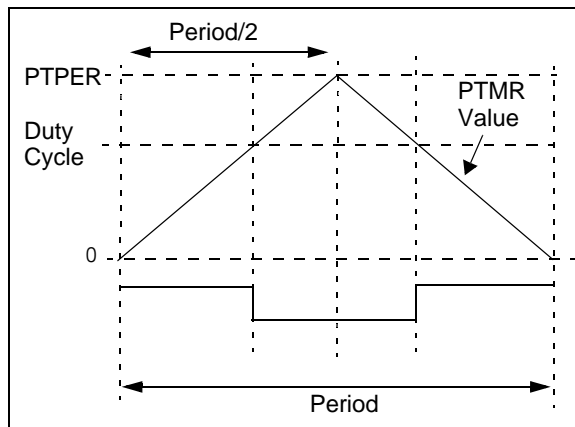 Period/2
PTPER
PTMR
Value
Duty
Cycle
0
Period